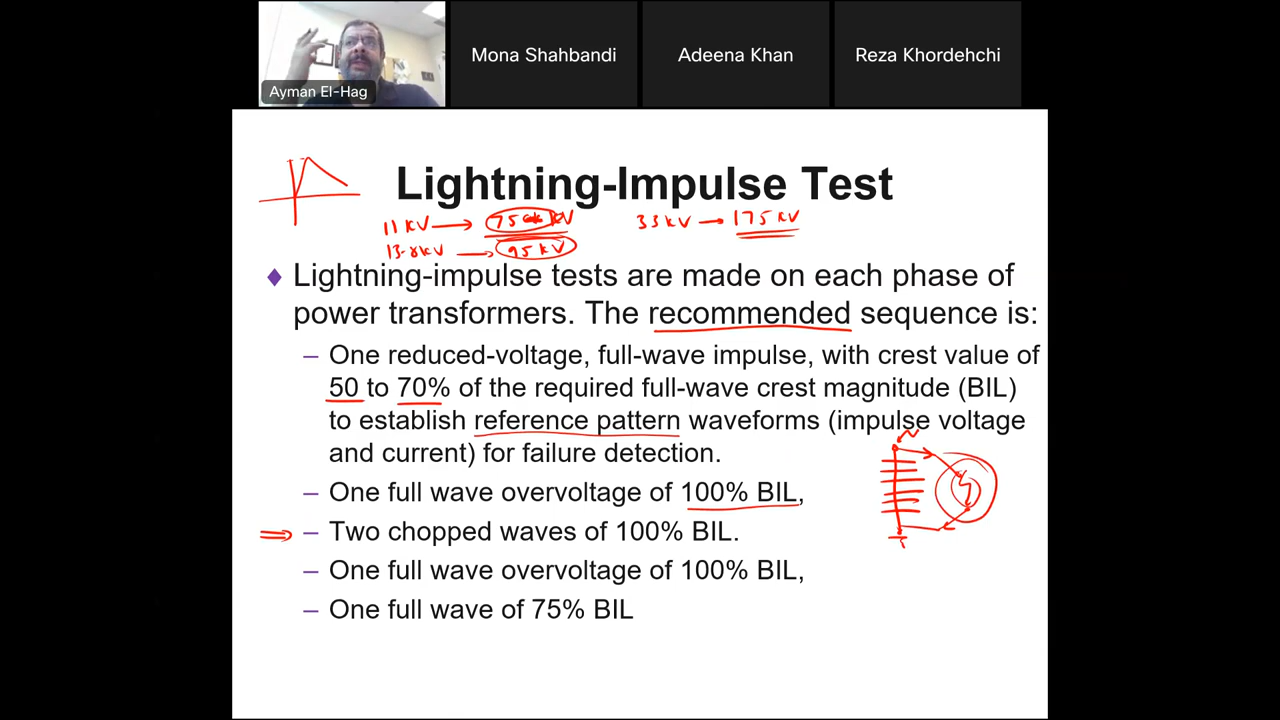 Mona Shahbandi
Adeena Khan
Reza Khordehchi
Ayman El-Hag
Lightning-Impulse Test
11 KV → 75 KV
33 KV → 175 KV
13.8 KV → 95 KV
♦ Lightning-impulse tests are made on each phase of
power transformers. The recommended sequence is:
– One reduced-voltage, full-wave impulse, with crest value of
50 to 70% of the required full-wave crest magnitude (BIL)
to establish reference pattern waveforms (impulse voltage
and current) for failure detection.
– One full wave overvoltage of 100% BIL,
⇒ – Two chopped waves of 100% BIL.
– One full wave overvoltage of 100% BIL,
– One full wave of 75% BIL